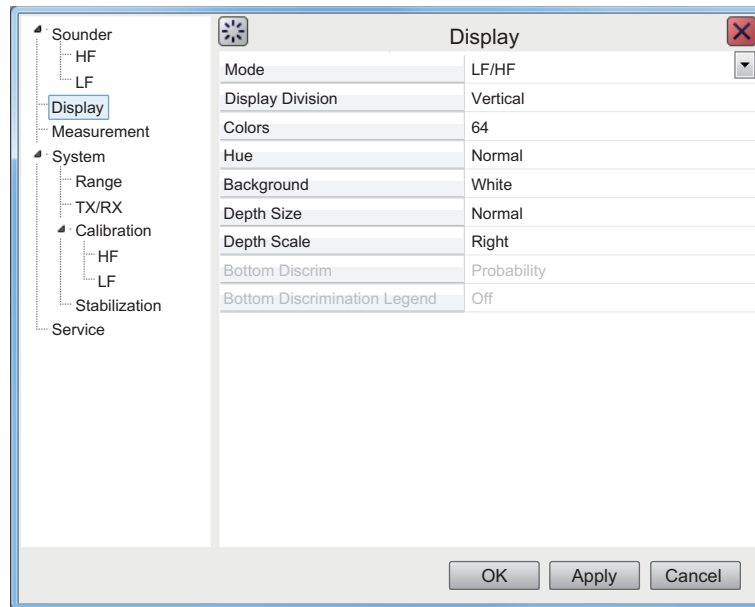 Sounder
HF
LF
Display
Measurement
System
Range
TX/RX
Calibration
HF
LF
Stabilization
Service
Display
Mode LF/HF
Display Division Vertical
Colors 64
Hue Normal
Background White
Depth Size Normal
Depth Scale Right
Bottom Discrim Probability
Bottom Discrimination Legend Off
OK Apply Cancel